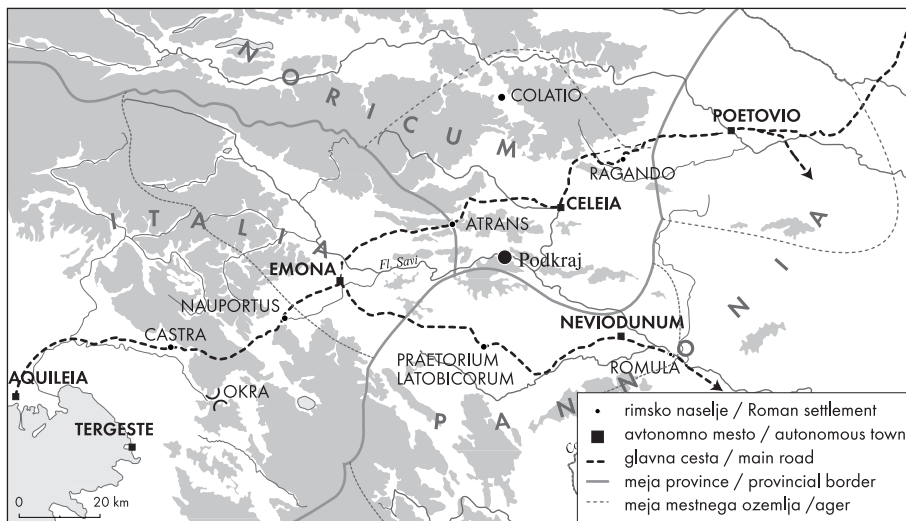 NORICUM
COLATIO
POETOVIO
RAGANDO
CELEIA
ITALIA
ATRANS
Fl. Savi
Podkraj
EMONA
NAUPORTUS
CASTRA
NEVIODUNUM
PRAETORIUM
LATOBICORUM
ROMULA
AQUILEIA
OKRA
PANNONIA
TERGESTE
rimsko naselje / Roman settlement
avtonomno mesto / autonomous town
glavna cesta / main road
meja province / provincial border
meja mestnega ozemlja /ager
0 20 km